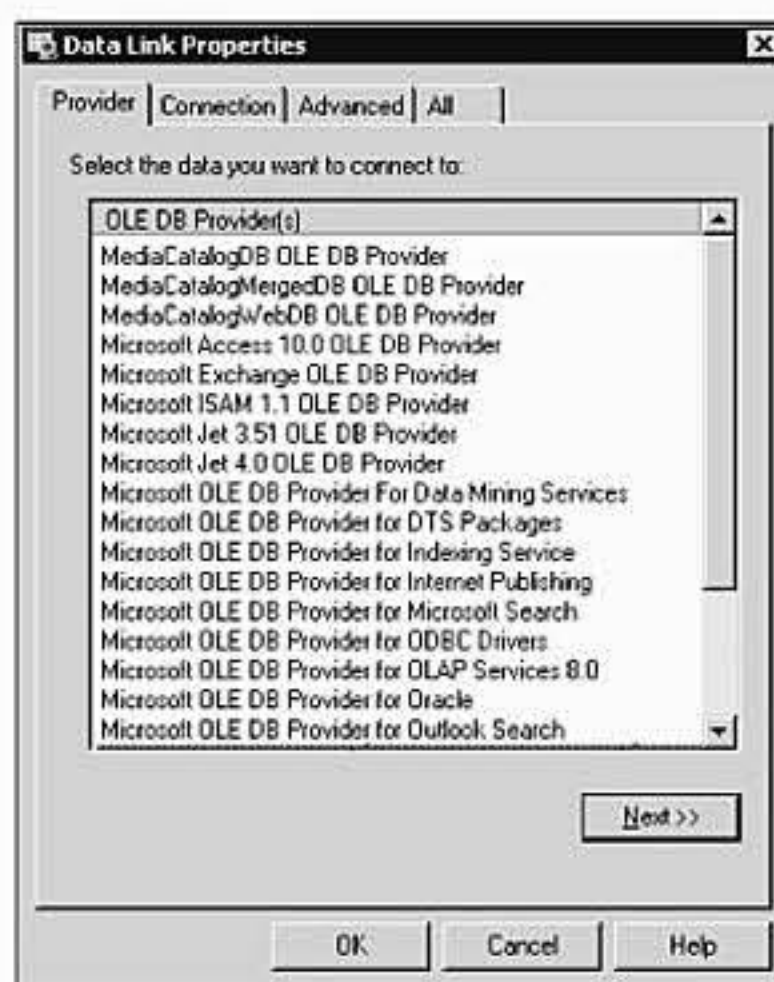 Data Link Properties
Provider Connection Advanced All
Select the data you want to connect to:
OLE DB Provider(s)
MediaCatalogDB OLE DB Provider
MediaCatalogMergedDB OLE DB Provider
MediaCatalogWebDB OLE DB Provider
Microsoft Access 10.0 OLE DB Provider
Microsoft Exchange OLE DB Provider
Microsoft ISAM 1.1 OLE DB Provider
Microsoft Jet 3.51 OLE DB Provider
Microsoft Jet 4.0 OLE DB Provider
Microsoft OLE DB Provider For Data Mining Services
Microsoft OLE DB Provider for DTS Packages
Microsoft OLE DB Provider for Indexing Service
Microsoft OLE DB Provider for Internet Publishing
Microsoft OLE DB Provider for Microsoft Search
Microsoft OLE DB Provider for ODBC Drivers
Microsoft OLE DB Provider for OLAP Services 8.0
Microsoft OLE DB Provider for Oracle
Microsoft OLE DB Provider for Outlook Search
Next >>
OK Cancel Help